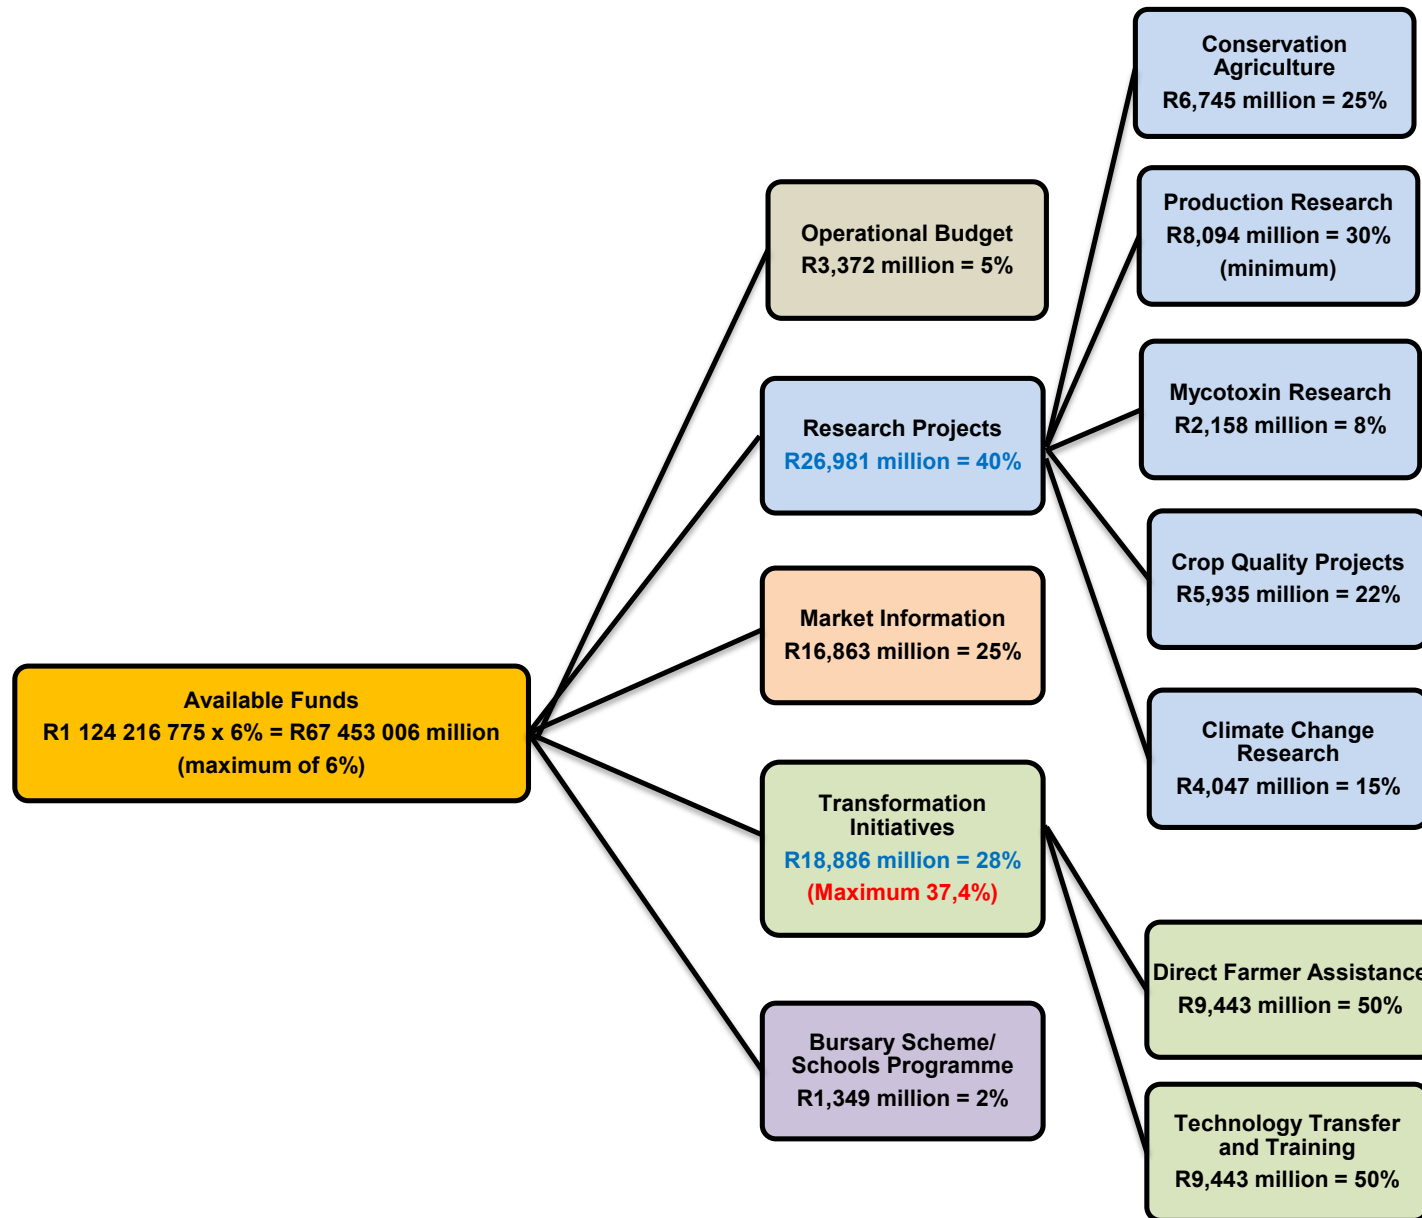 Available Funds
R1 124 216 775 x 6% = R67 453 006 million
(maximum of 6%)
Operational Budget
R3,372 million = 5%
Research Projects
R26,981 million = 40%
Market Information
R16,863 million = 25%
Transformation
Initiatives
R18,886 million = 28%
(Maximum 37,4%)
Bursary Scheme/
Schools Programme
R1,349 million = 2%
Conservation
Agriculture
R6,745 million = 25%
Production Research
R8,094 million = 30%
(minimum)
Mycotoxin Research
R2,158 million = 8%
Crop Quality Projects
R5,935 million = 22%
Climate Change
Research
R4,047 million = 15%
Direct Farmer Assistance
R9,443 million = 50%
Technology Transfer
and Training
R9,443 million = 50%